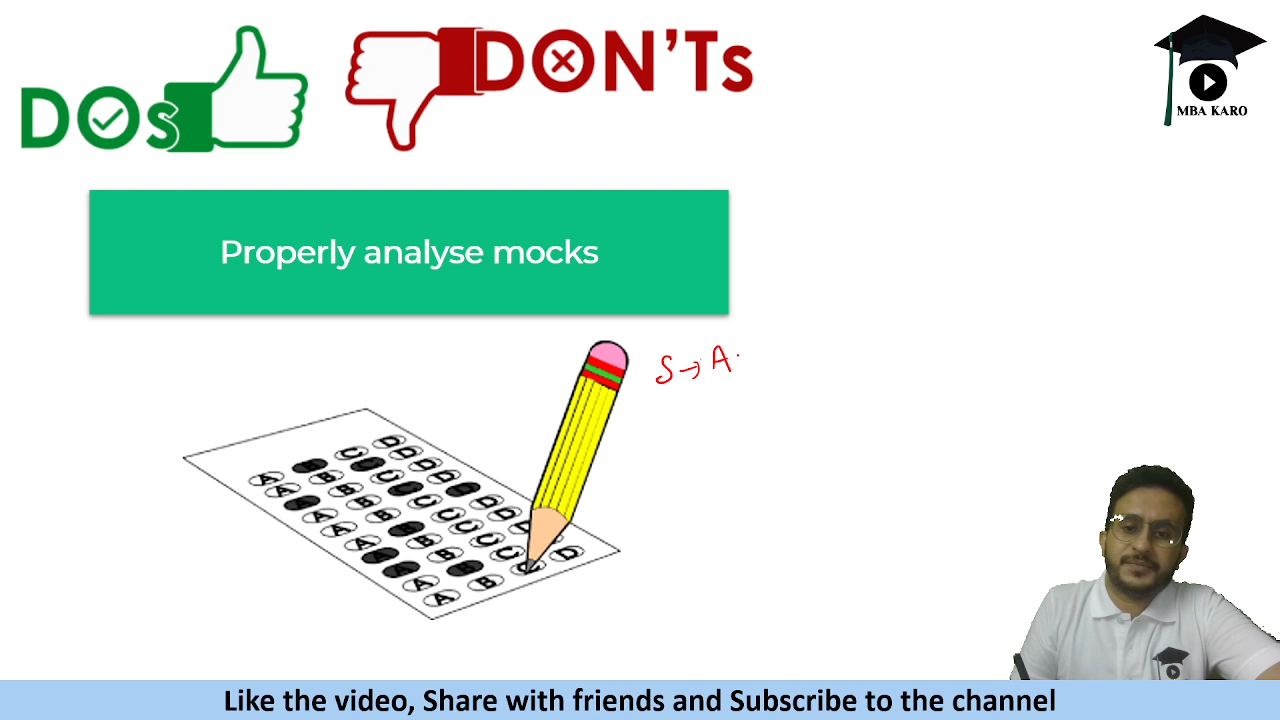 DOs
DON'Ts
MBA KARO
Properly analyse mocks
S → A.
A B C D
A B C D
A B C D
A B C D
A B C D
A B C D
Like the video, Share with friends and Subscribe to the channel